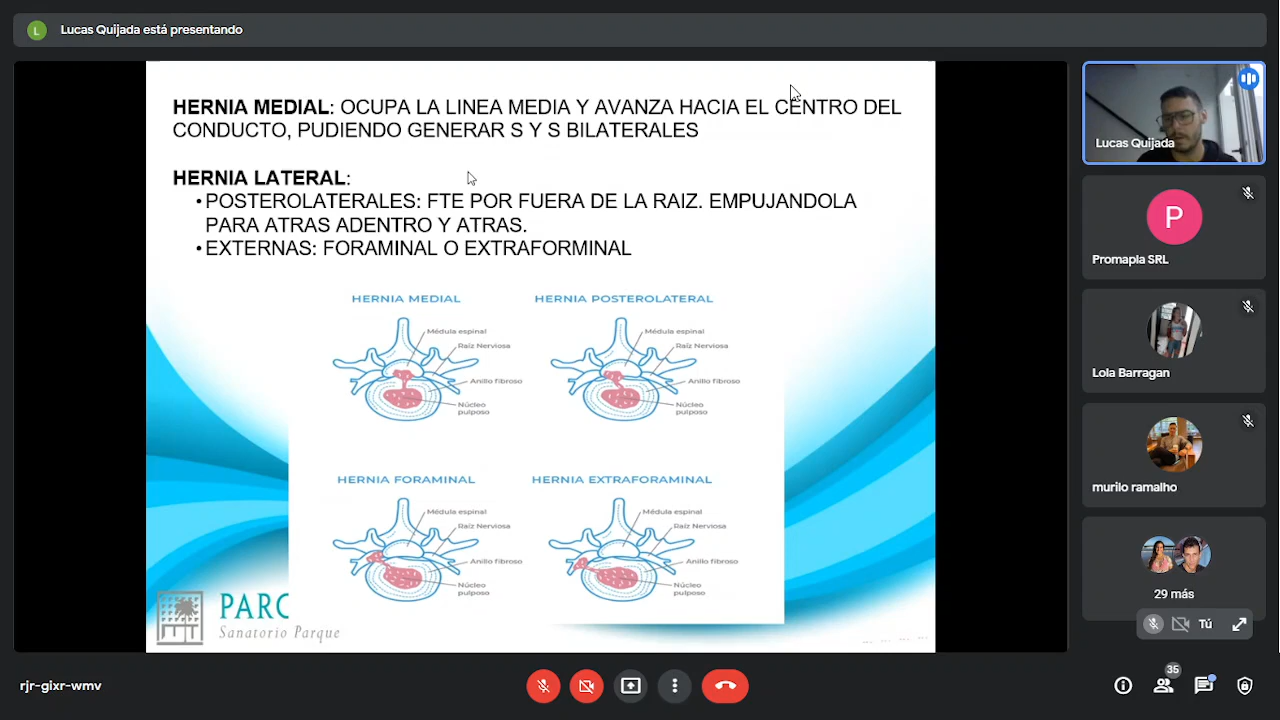 L
Lucas Quijada está presentando
HERNIA MEDIAL: OCUPA LA LINEA MEDIA Y AVANZA HACIA EL CENTRO DEL
CONDUCTO, PUDIENDO GENERAR S Y S BILATERALES
HERNIA LATERAL:
•POSTEROLATERALES: FTE POR FUERA DE LA RAIZ. EMPUJANDOLA
PARA ATRAS ADENTRO Y ATRAS.
•EXTERNAS: FORAMINAL O EXTRAFORMINAL
HERNIA MEDIAL
Médula espinal
Raíz Nerviosa
Anillo fibroso
Núcleo
pulposo
HERNIA POSTEROLATERAL
Médula espinal
Raíz Nerviosa
Anillo fibroso
Núcleo
pulposo
HERNIA FORAMINAL
Médula espinal
Raíz Nerviosa
Anillo fibroso
Núcleo
pulposo
HERNIA EXTRAFORAMINAL
Médula espinal
Raíz Nerviosa
Anillo fibroso
Núcleo
pulposo
PARC
Sanatorio Parque
Lucas Quijada
P
Promapla SRL
Lola Barragan
murilo ramalho
29 más
Tú
rjr-gixr-wmv
35